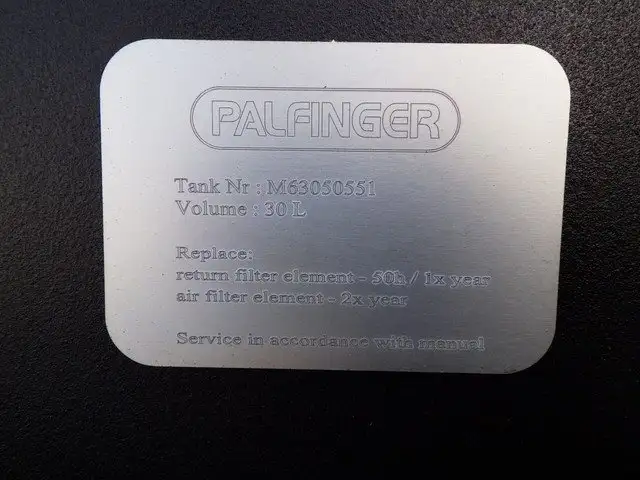 PALFINGER
Tank Nr : M63050551
Volume : 30 L
Replace:
return filter element - 50h / 1x year
air filter element - 2x year
Service in accordance with manual